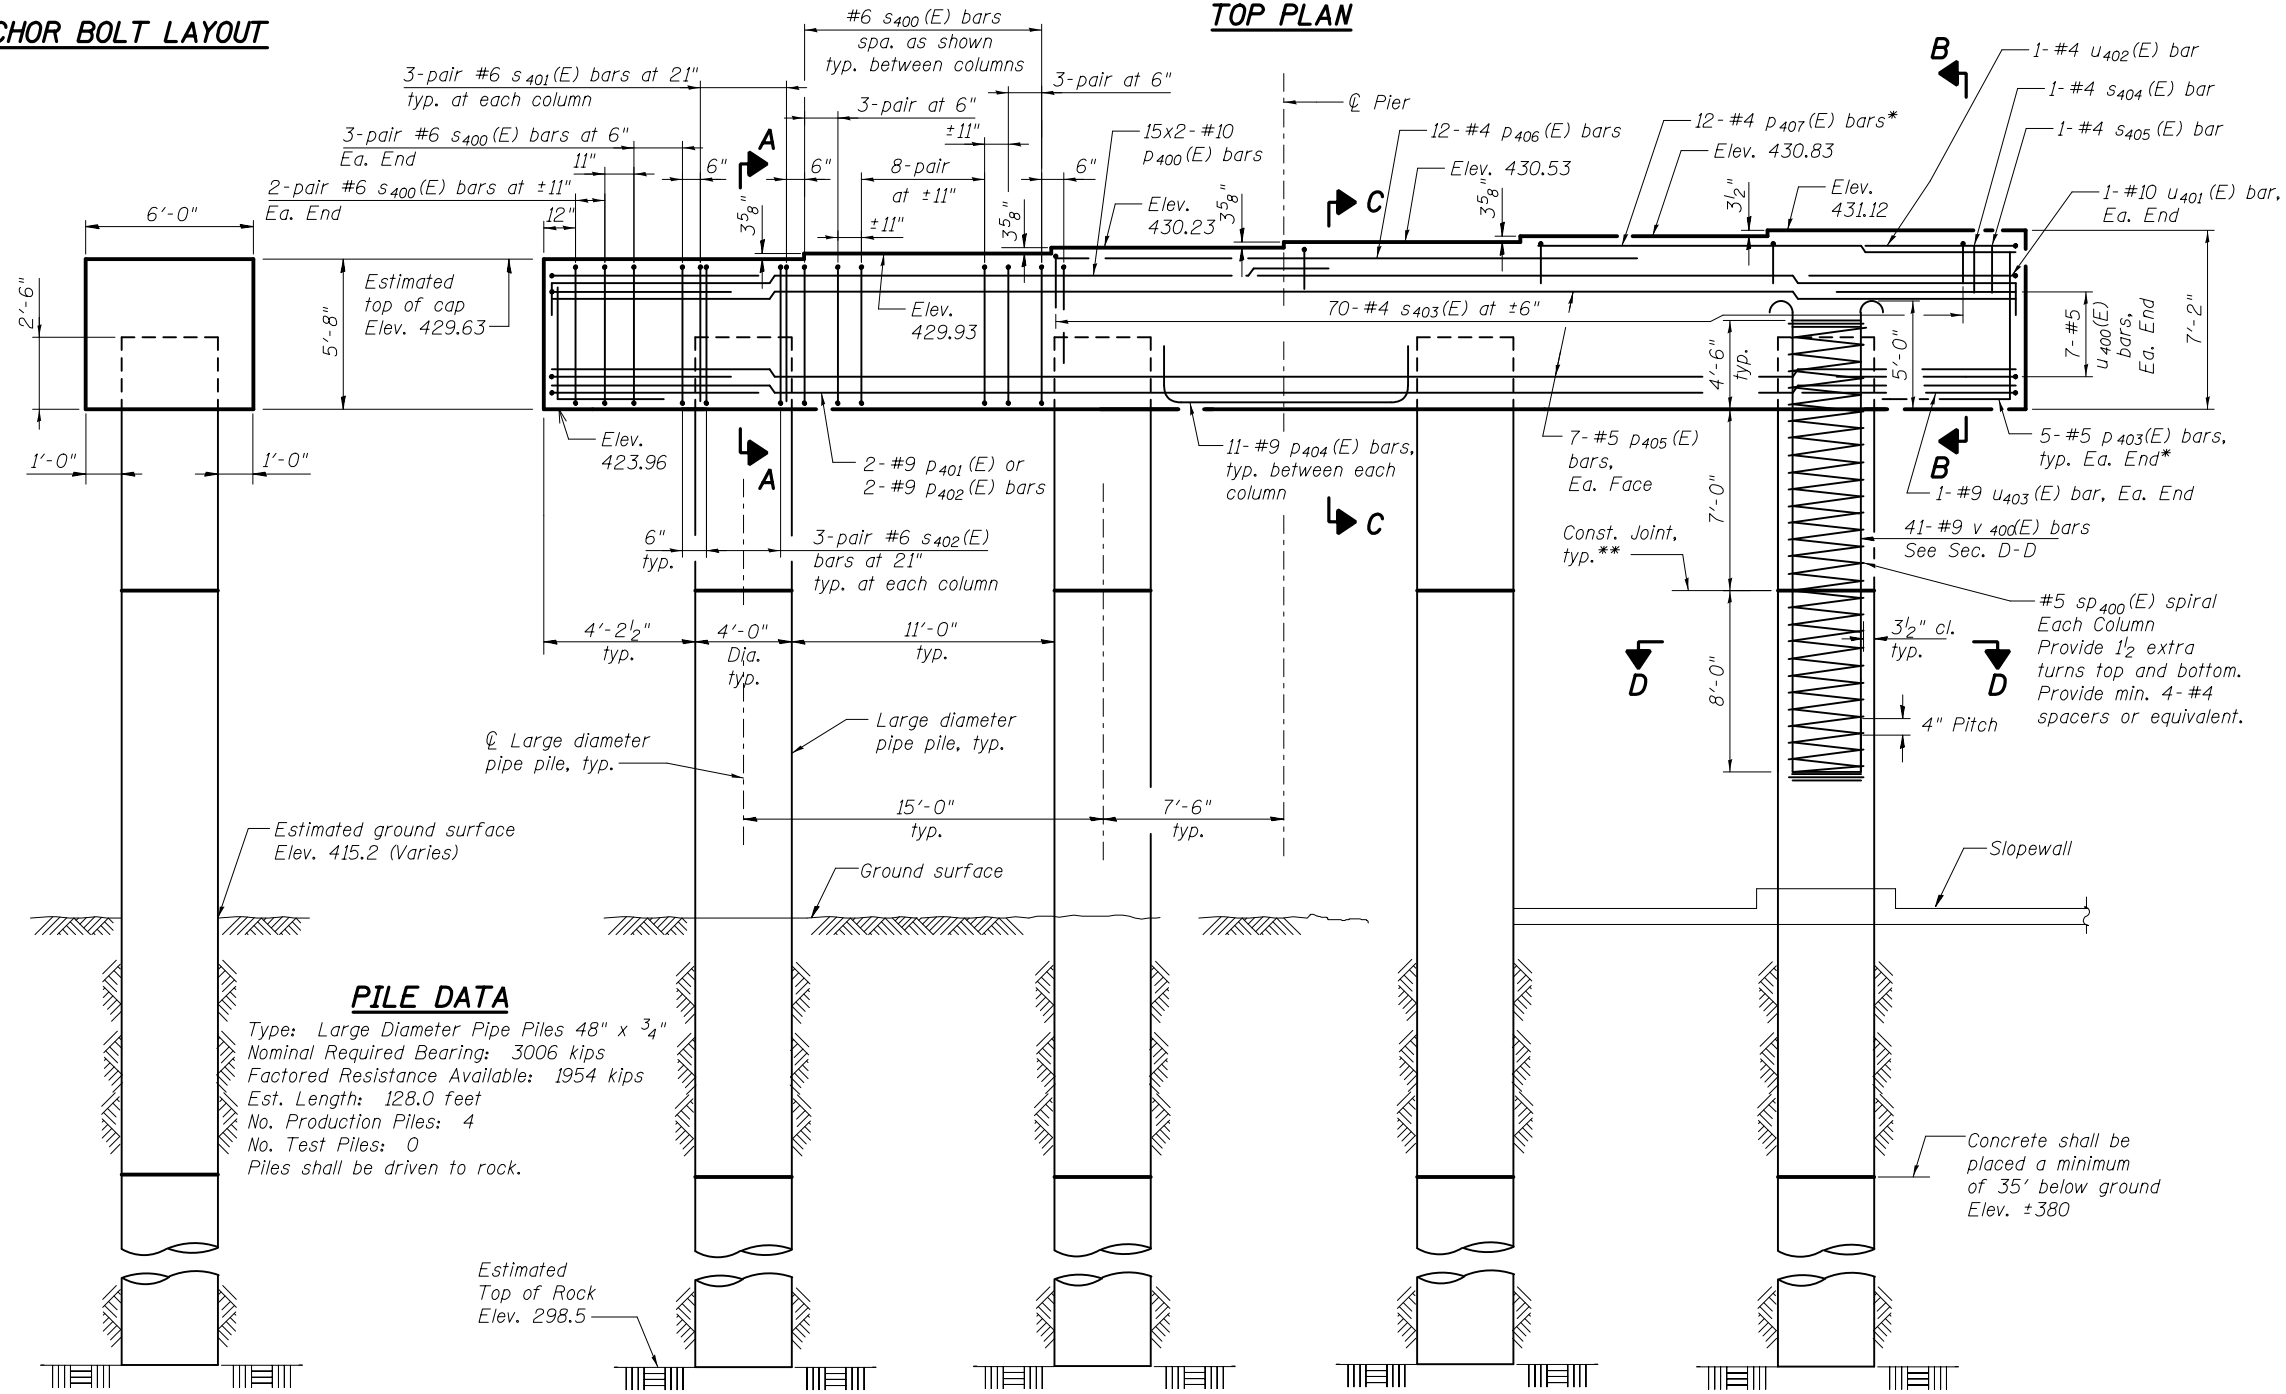 CHOR BOLT LAYOUT
TOP PLAN
#6 s400(E) bars
spa. as shown
typ. between columns
3-pair #6 s401(E) bars at 21"
typ. at each column
3-pair at 6"
3-pair at 6"
3-pair #6 s400(E) bars at 6"
Ea. End
2-pair #6 s400(E) bars at ±11"
Ea. End
12"
11"
6"
A
6"
3 5/8"
±11"
8-pair
at ±11"
±11"
6"
3 5/8"
15x2-#10
p400(E) bars
Elev.
430.23
3 5/8"
℄ Pier
C
12-#4 p406(E) bars
Elev. 430.53
3 5/8"
12-#4 p407(E) bars*
Elev. 430.83
3 1/2"
Elev.
431.12
B
1-#4 u402(E) bar
1-#4 s404(E) bar
1-#4 s405(E) bar
1-#10 u401(E) bar,
Ea. End
6'-0"
2'-6"
5'-8"
Estimated
top of cap
Elev. 429.63
Elev.
429.93
70-#4 s403(E) at ±6"
4'-6"
typ.
5'-0"
7-#5
u400(E)
bars,
Ea. End
7'-2"
1'-0"
1'-0"
Elev.
423.96
A
2-#9 p401(E) or
2-#9 p402(E) bars
11-#9 p404(E) bars,
typ. between each
column
C
7-#5 p405(E)
bars,
Ea. Face
7'-0"
B
5-#5 p403(E) bars,
typ. Ea. End*
1-#9 u403(E) bar, Ea. End
6"
typ.
3-pair #6 s402(E)
bars at 21"
typ. at each column
Const. Joint,
typ.**
41-#9 v400(E) bars
See Sec. D-D
#5 sp400(E) spiral
Each Column
Provide 1 1/2 extra
turns top and bottom.
Provide min. 4-#4
spacers or equivalent.
4'-2 1/2"
typ.
4'-0"
Dia.
typ.
11'-0"
typ.
D
8'-0"
3 1/2" cl.
typ.
D
4" Pitch
℄ Large diameter
pipe pile, typ.
Large diameter
pipe pile, typ.
15'-0"
typ.
7'-6"
typ.
Estimated ground surface
Elev. 415.2 (Varies)
Ground surface
Slopewall
PILE DATA
Type: Large Diameter Pipe Piles 48" x 3/4"
Nominal Required Bearing: 3006 kips
Factored Resistance Available: 1954 kips
Est. Length: 128.0 feet
No. Production Piles: 4
No. Test Piles: 0
Piles shall be driven to rock.
Concrete shall be
placed a minimum
of 35' below ground
Elev. ±380
Estimated
Top of Rock
Elev. 298.5